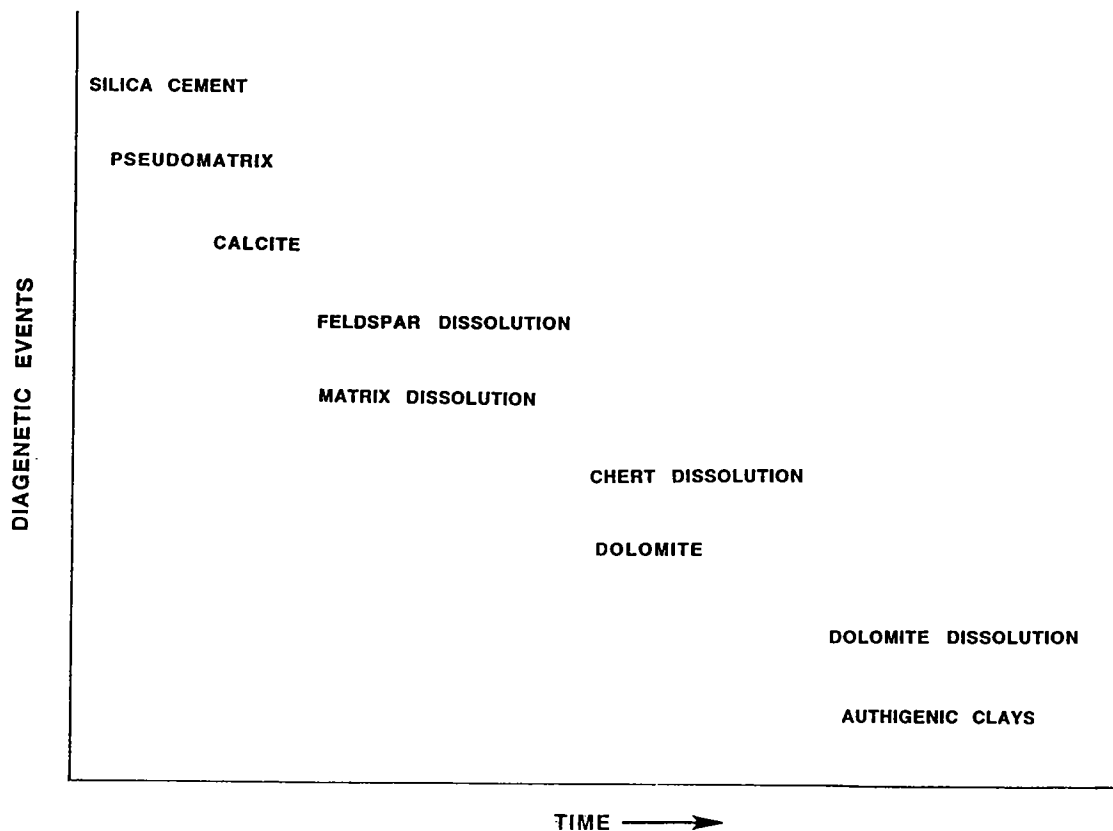 SILICA CEMENT
PSEUDOMATRIX
CALCITE
FELDSPAR DISSOLUTION
MATRIX DISSOLUTION
CHERT DISSOLUTION
DOLOMITE
DOLOMITE DISSOLUTION
AUTHIGENIC CLAYS
DIAGENETIC EVENTS
TIME